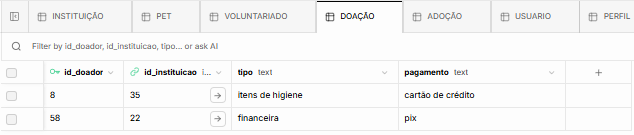 INSTITUIÇÃO PET VOLUNTARIADO DOAÇÃO ADOÇÃO USUARIO PERFIL
Filter by id_doador, id_instituicao, tipo... or ask AI
id_doador id_instituicao i... tipo text pagamento text +
8 35 itens de higiene cartão de crédito
58 22 financeira pix